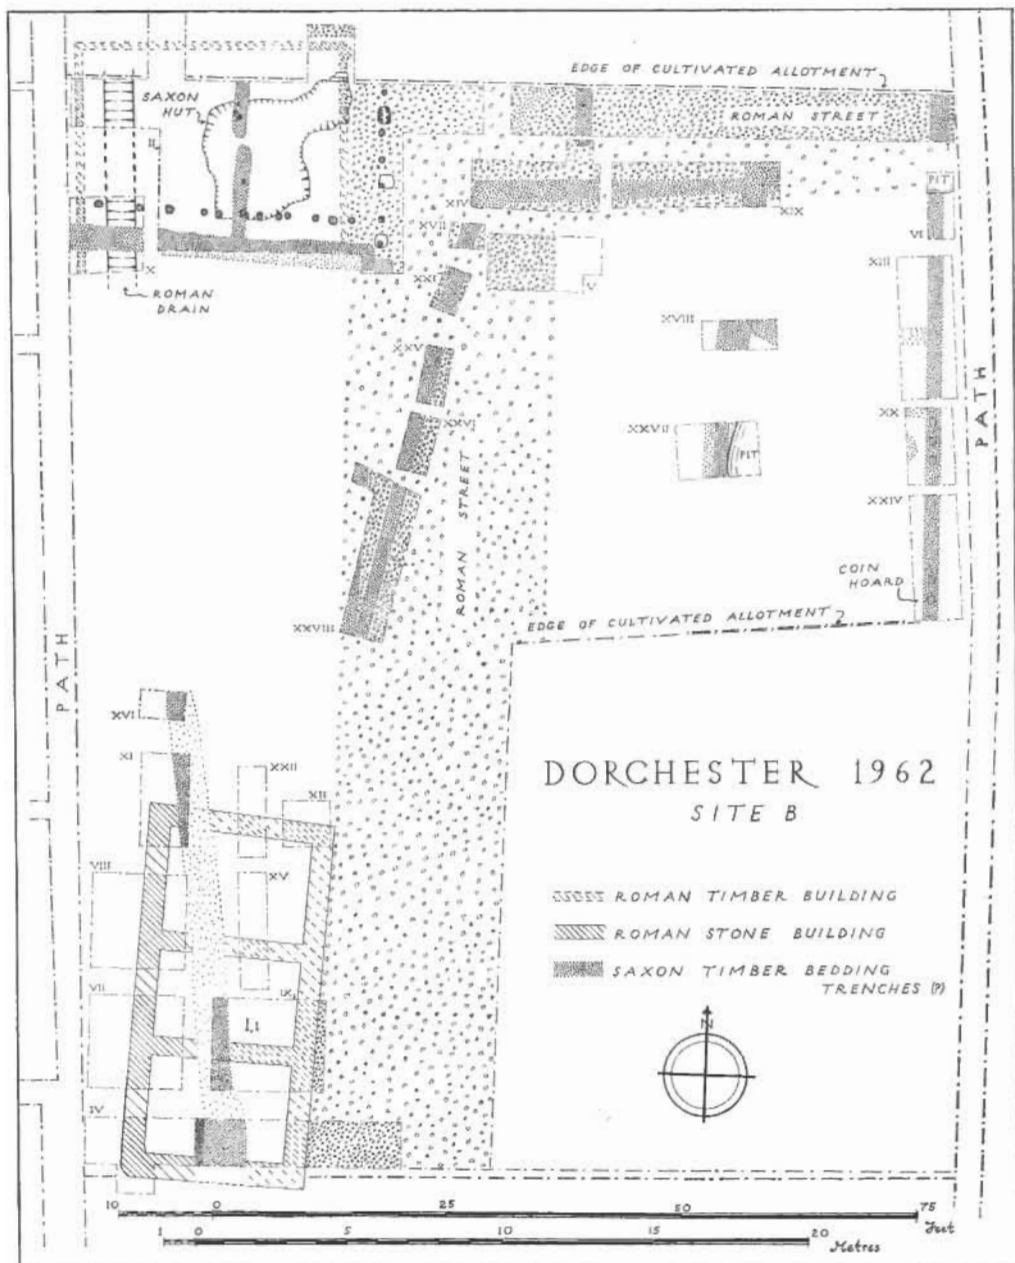 EDGE OF CULTIVATED ALLOTMENT
SAXON
HUT
ROMAN STREET
II
PIT
XIV
XIX
XVII
VI
XIII
X
XXI
V
ROMAN
DRAIN
XVIII
XXV
PATH
XX
XXVI
XXVII
PIT
ROMAN STREET
XXIV
COIN
HOARD
EDGE OF CULTIVATED ALLOTMENT
XXVIII
PATH
XVI
XI
XXII
XII
DORCHESTER 1962
SITE B
VIII
XV
ROMAN TIMBER BUILDING
ROMAN STONE BUILDING
SAXON TIMBER BEDDING
TRENCHES (?)
VII
IX
L1
N
IV
10 0 25 50 75
Feet
1 0 5 10 15 20
Metres